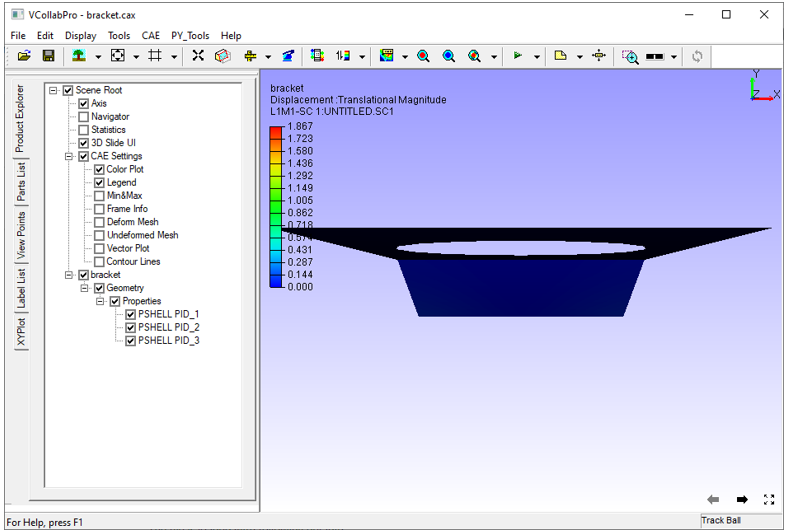 VCollabPro - bracket.cax
File Edit Display Tools CAE PY_Tools Help
Product Explorer
Parts List
View Points
Label List
XYPlot
Scene Root
Axis
Navigator
Statistics
3D Slide UI
CAE Settings
Color Plot
Legend
Min&Max
Frame Info
Deform Mesh
Undeformed Mesh
Vector Plot
Contour Lines
bracket
Geometry
Properties
PSHELL PID_1
PSHELL PID_2
PSHELL PID_3
bracket
Displacement :Translational Magnitude
L1M1-SC 1:UNTITLED.SC1
1.867
1.723
1.580
1.436
1.292
1.149
1.005
0.862
0.718
0.574
0.431
0.287
0.144
0.000
Y
Z X
For Help, press F1
Track Ball